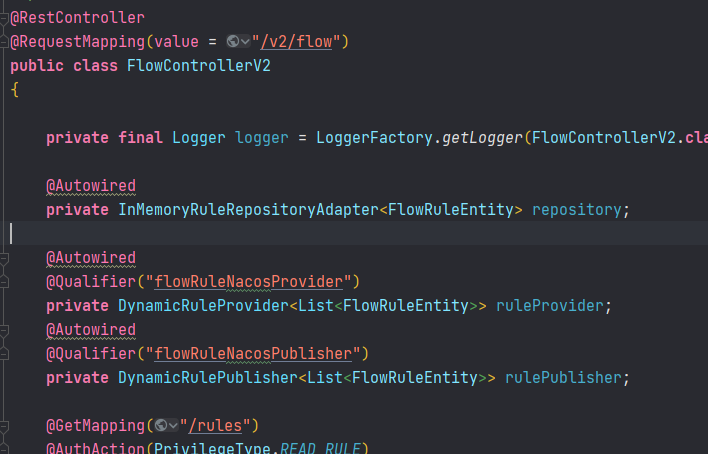 @RestController
@RequestMapping(value = "/v2/flow")
public class FlowControllerV2
{
private final Logger logger = LoggerFactory.getLogger(FlowControllerV2.cla
@Autowired
private InMemoryRuleRepositoryAdapter<FlowRuleEntity> repository;
@Autowired
@Qualifier("flowRuleNacosProvider")
private DynamicRuleProvider<List<FlowRuleEntity>> ruleProvider;
@Autowired
@Qualifier("flowRuleNacosPublisher")
private DynamicRulePublisher<List<FlowRuleEntity>> rulePublisher;
@GetMapping("/rules")
@AuthAction(PrivilegeType.READ_RULE)